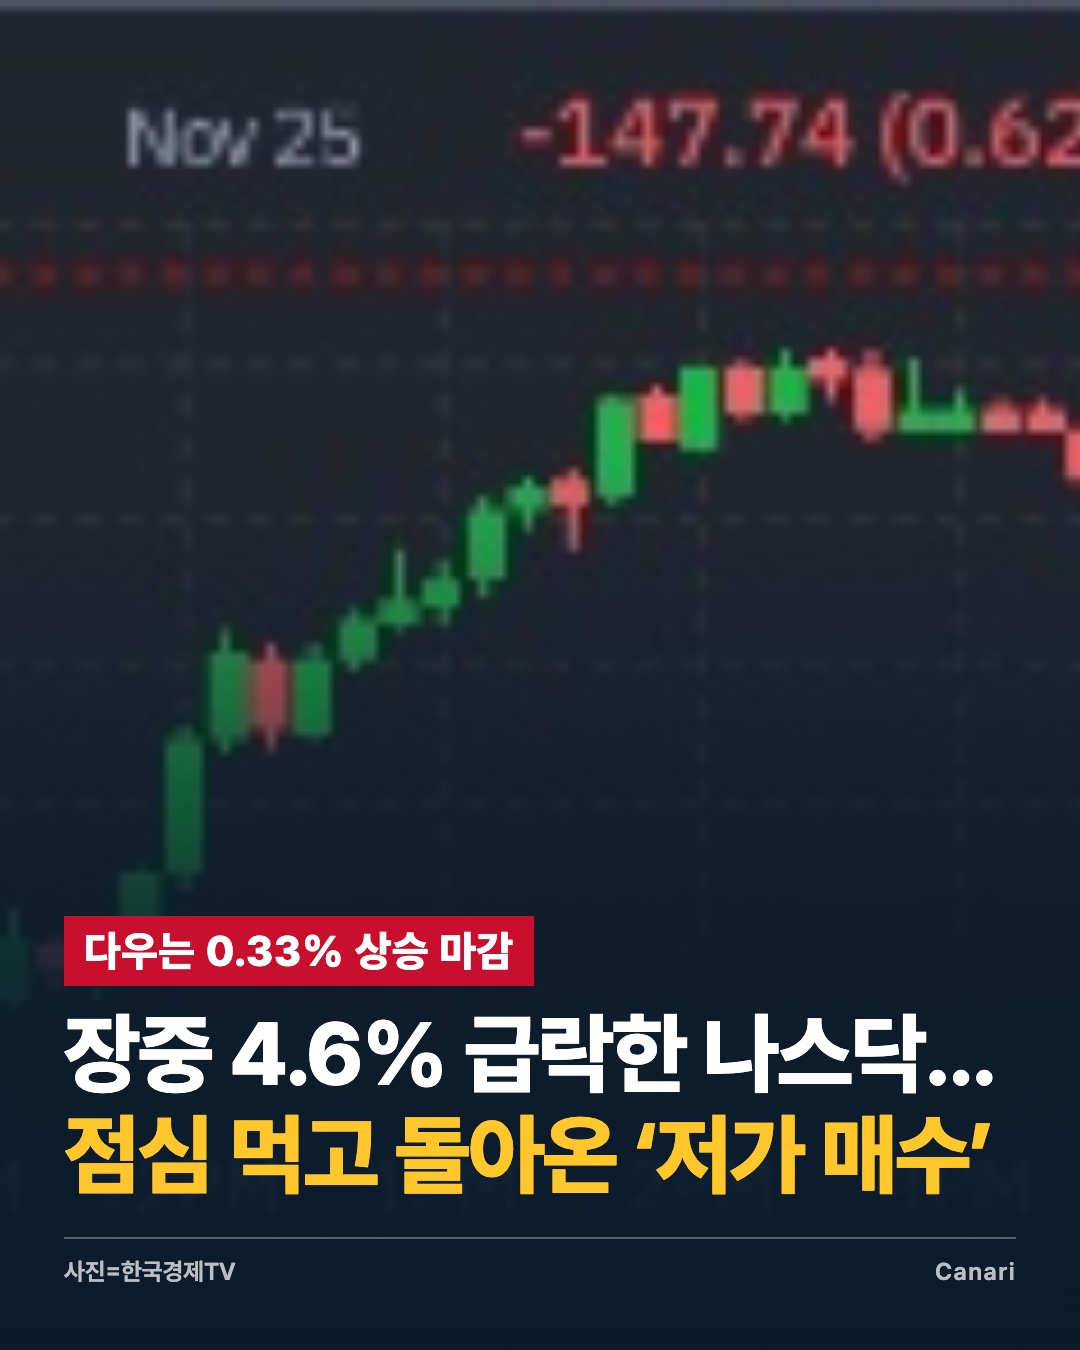 Nov 25
-147.74 (0.62
다우는 0.33% 상승 마감
장중 4.6% 급락한 나스닥...
점심 먹고 돌아온 ‘저가 매수’
사진=한국경제TV
Canari